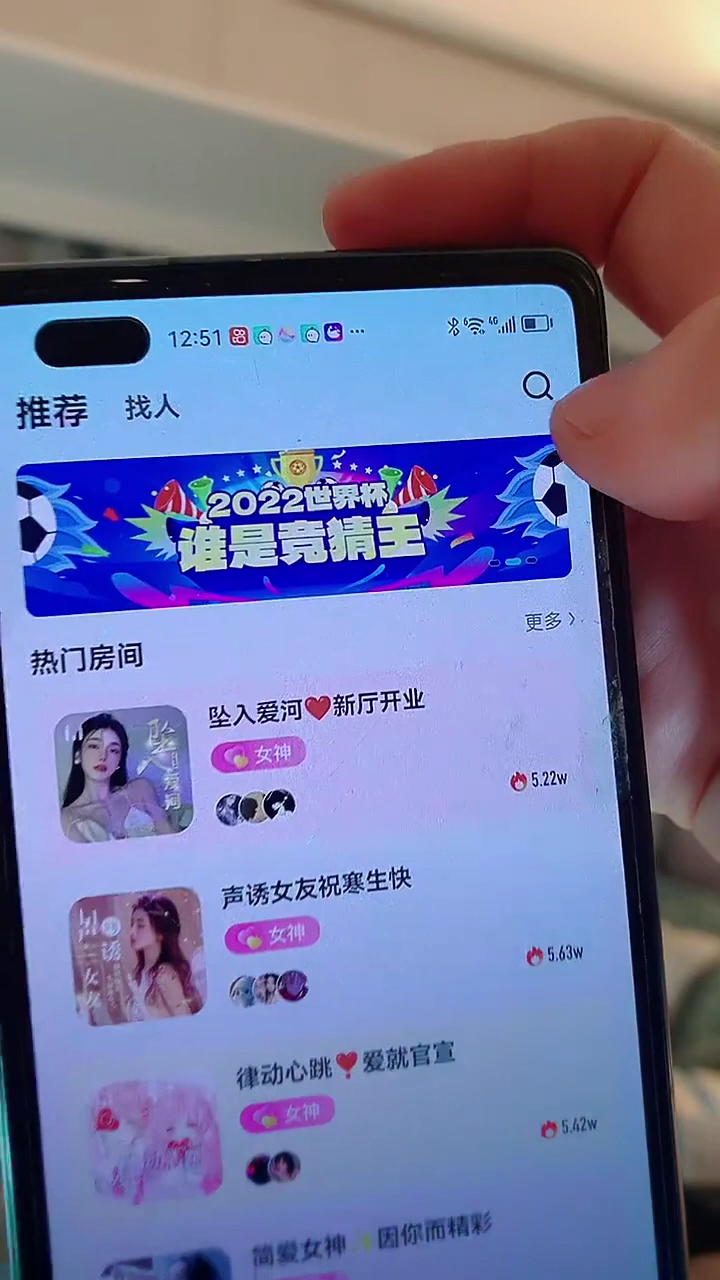 12:51
推荐 找人
2022世界杯
谁是竞猜王
热门房间 更多
坠入爱河❤️新厅开业
女神
5.22w
声诱女友祝寒生快
女神
5.63w
律动心跳❣️爱就官宣
女神
5.42w
简爱女神✨因你而精彩